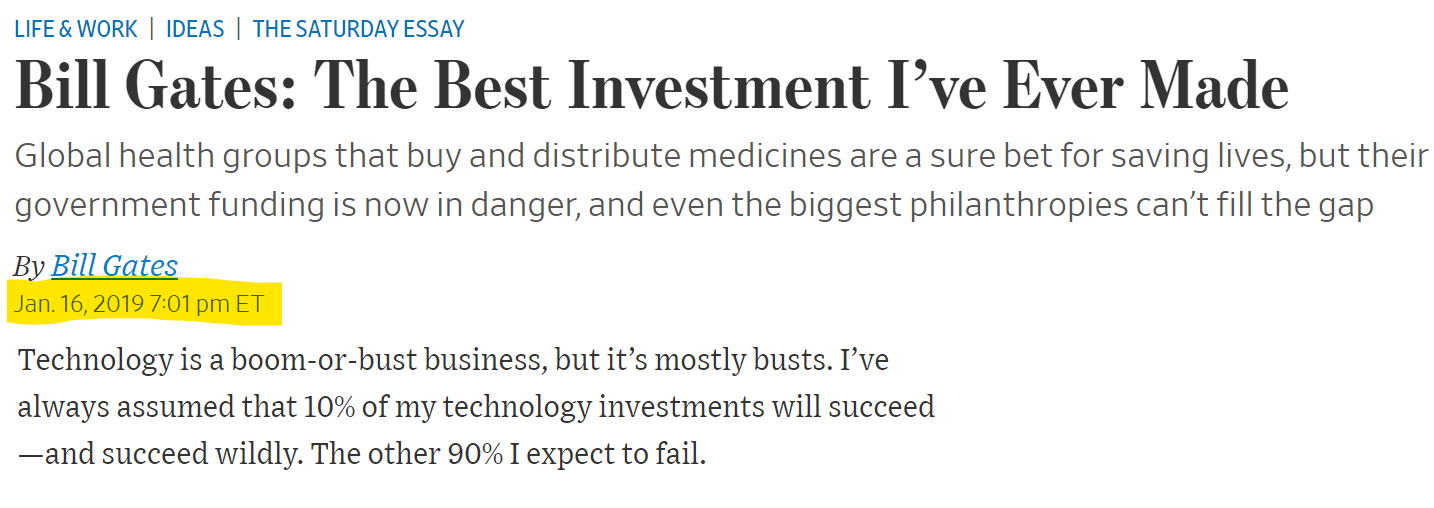 LIFE & WORK | IDEAS | THE SATURDAY ESSAY
Bill Gates: The Best Investment I’ve Ever Made
Global health groups that buy and distribute medicines are a sure bet for saving lives, but their
government funding is now in danger, and even the biggest philanthropies can’t fill the gap
By Bill Gates
Jan. 16, 2019 7:01 pm ET
Technology is a boom-or-bust business, but it’s mostly busts. I’ve
always assumed that 10% of my technology investments will succeed
—and succeed wildly. The other 90% I expect to fail.